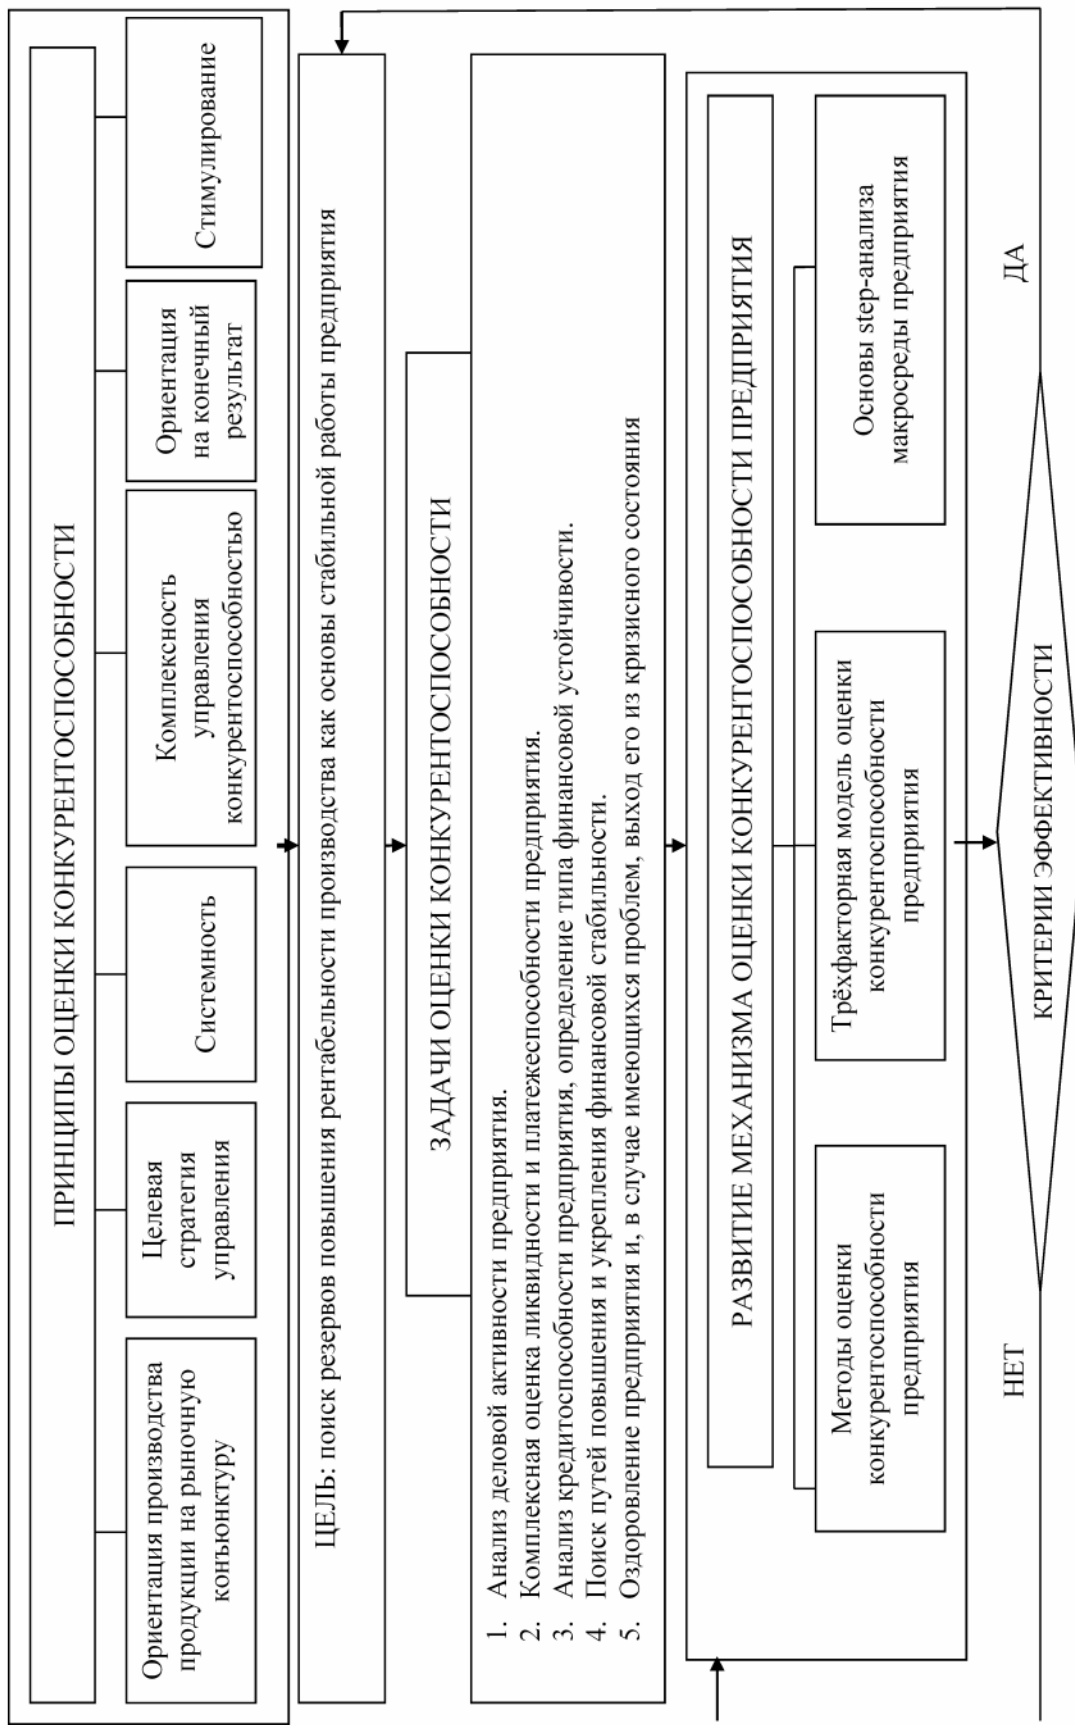 ПРИНЦИПЫ ОЦЕНКИ КОНКУРЕНТОСПОСОБНОСТИ
Ориентация производства
продукции на рыночную
конъюнктуру
Целевая
стратегия
управления
Системность
Комплексность
управления
конкурентоспособностью
Ориентация
на конечный
результат
Стимулирование
ЦЕЛЬ: поиск резервов повышения рентабельности производства как основы стабильной работы предприятия
ЗАДАЧИ ОЦЕНКИ КОНКУРЕНТОСПОСОБНОСТИ
1. Анализ деловой активности предприятия.
2. Комплексная оценка ликвидности и платежеспособности предприятия.
3. Анализ кредитоспособности предприятия, определение типа финансовой устойчивости.
4. Поиск путей повышения и укрепления финансовой стабильности.
5. Оздоровление предприятия и, в случае имеющихся проблем, выход его из кризисного состояния
РАЗВИТИЕ МЕХАНИЗМА ОЦЕНКИ КОНКУРЕНТОСПОСОБНОСТИ ПРЕДПРИЯТИЯ
Методы оценки
конкурентоспособности
предприятия
Трёхфакторная модель оценки
конкурентоспособности
предприятия
Основы step-анализа
макросреды предприятия
НЕТ
КРИТЕРИИ ЭФФЕКТИВНОСТИ
ДА